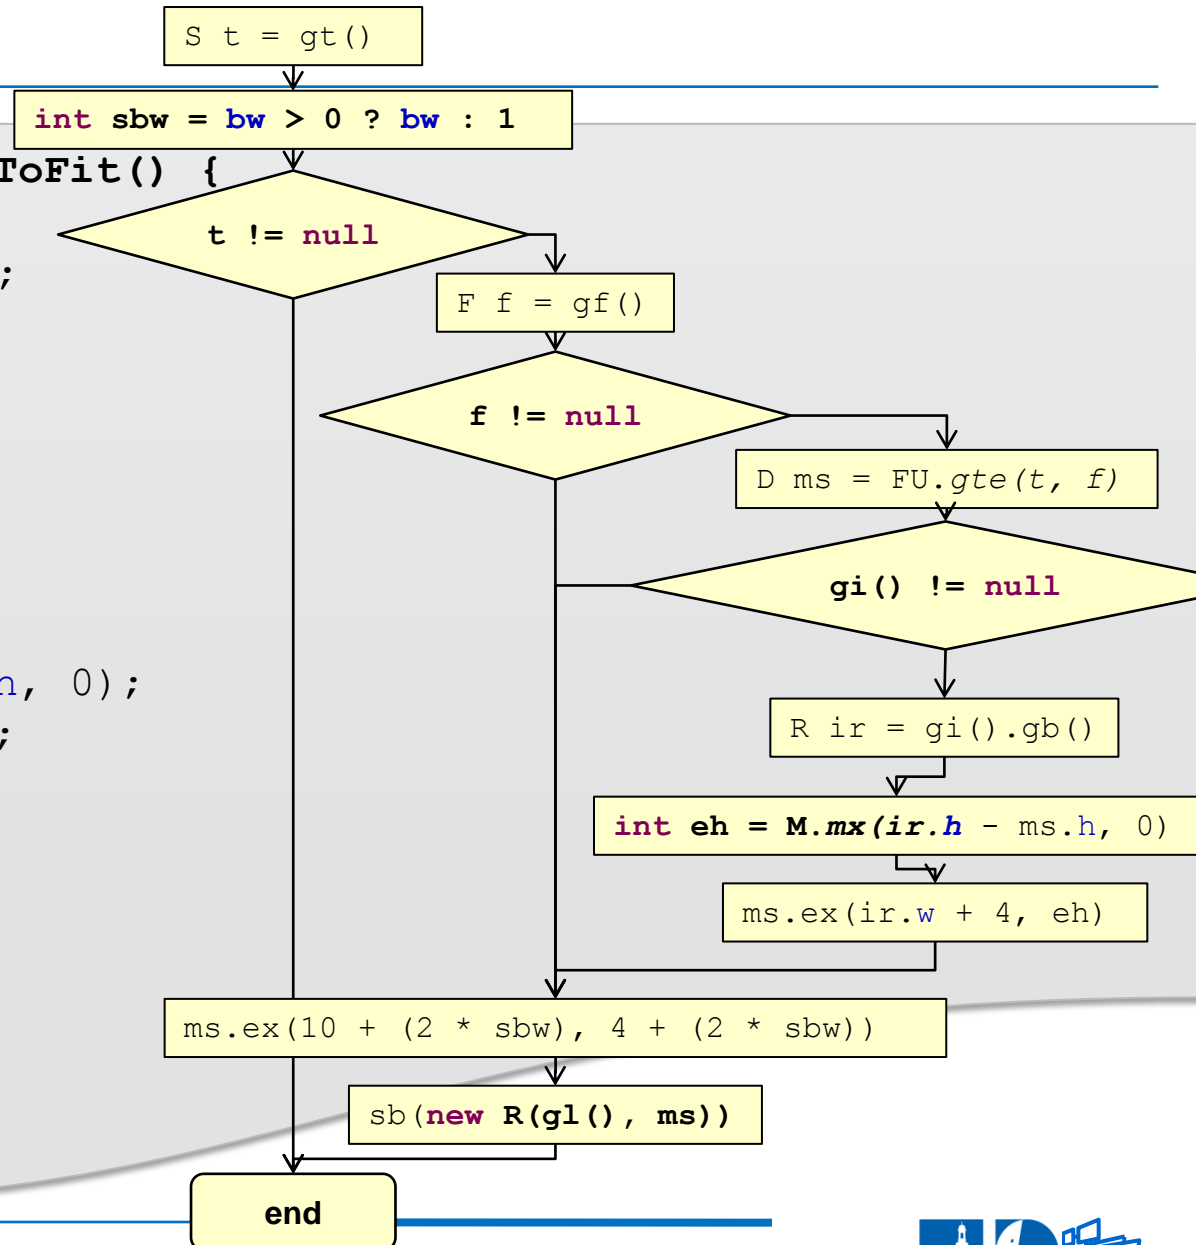 S t = gt()
int sbw = bw > 0 ? bw : 1
ToFit() {
t != null
;
F f = gf()
f != null
D ms = FU.gte(t, f)
gi() != null
h, 0);
R ir = gi().gb()
;
int eh = M.mx(ir.h - ms.h, 0)
ms.ex(ir.w + 4, eh)
ms.ex(10 + (2 * sbw), 4 + (2 * sbw))
sb(new R(gl(), ms))
end